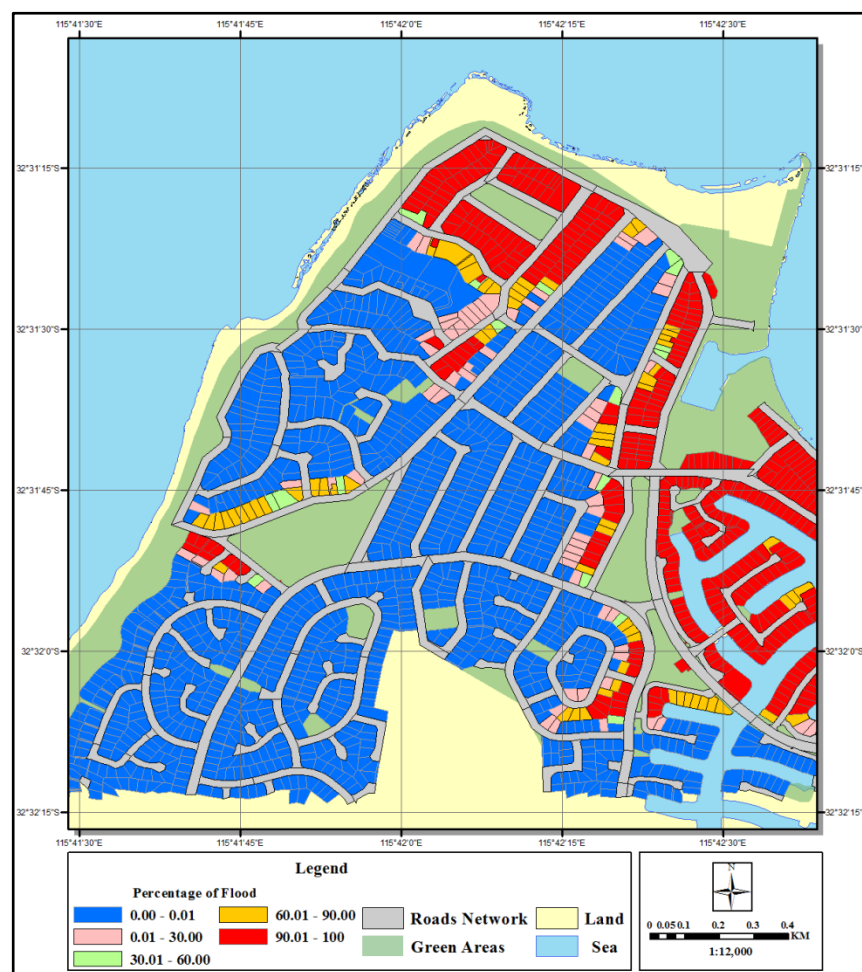 115°41'30"E 115°41'45"E 115°42'0"E 115°42'15"E 115°42'30"E
32°31'15"S 32°31'15"S
32°31'30"S 32°31'30"S
32°31'45"S 32°31'45"S
32°32'0"S 32°32'0"S
32°32'15"S 32°32'15"S
115°41'30"E 115°41'45"E 115°42'0"E 115°42'15"E 115°42'30"E
Legend
Percentage of Flood
0.00 - 0.01 60.01 - 90.00 Roads Network Land
0.01 - 30.00 90.01 - 100 Green Areas Sea
30.01 - 60.00
N
0 0.05 0.1 0.2 0.3 0.4
KM
1:12,000